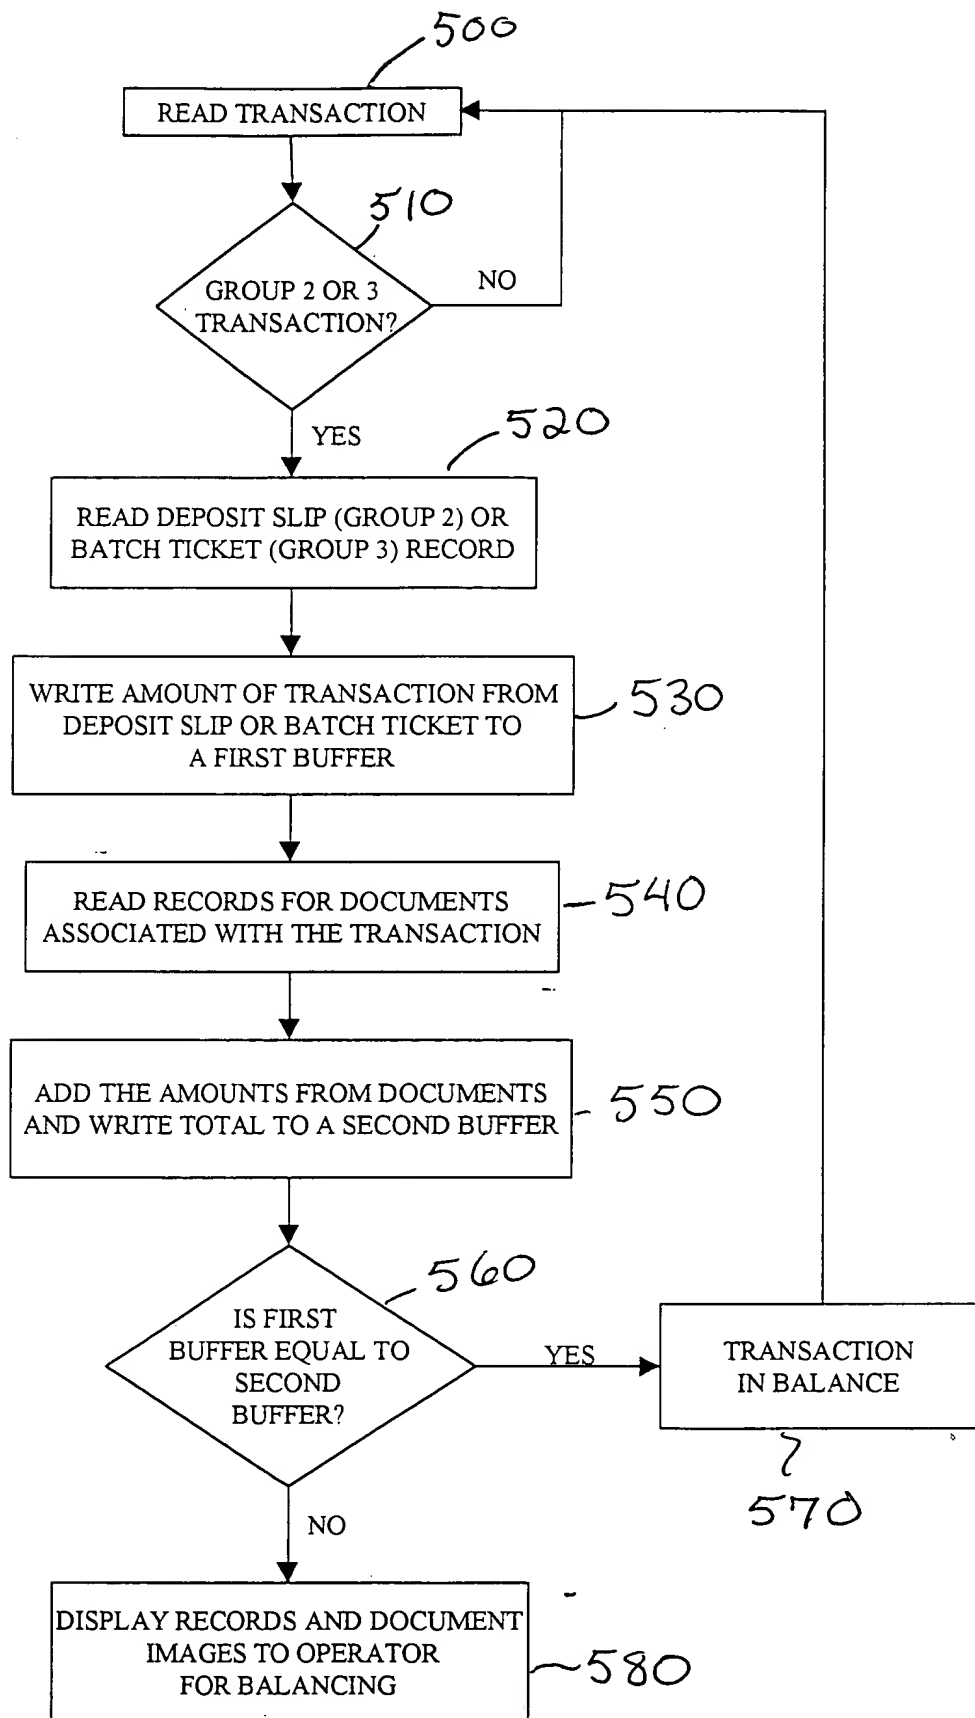 500
READ TRANSACTION
510
GROUP 2 OR 3
TRANSACTION?
NO
YES
520
READ DEPOSIT SLIP (GROUP 2) OR
BATCH TICKET (GROUP 3) RECORD
WRITE AMOUNT OF TRANSACTION FROM
DEPOSIT SLIP OR BATCH TICKET TO
A FIRST BUFFER
530
READ RECORDS FOR DOCUMENTS
ASSOCIATED WITH THE TRANSACTION
540
ADD THE AMOUNTS FROM DOCUMENTS
AND WRITE TOTAL TO A SECOND BUFFER
550
560
IS FIRST
BUFFER EQUAL TO
SECOND
BUFFER?
YES
TRANSACTION
IN BALANCE
570
NO
DISPLAY RECORDS AND DOCUMENT
IMAGES TO OPERATOR
FOR BALANCING
580